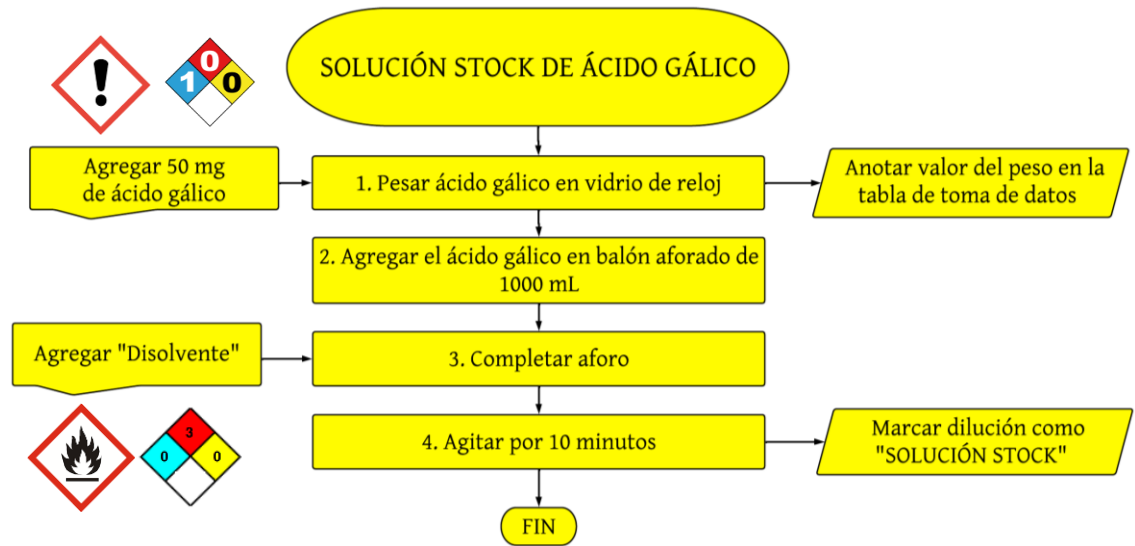 SOLUCIÓN STOCK DE ÁCIDO GÁLICO
0
1
0
Agregar 50 mg
de ácido gálico
1. Pesar ácido gálico en vidrio de reloj
Anotar valor del peso en la
tabla de toma de datos
2. Agregar el ácido gálico en balón aforado de
1000 mL
Agregar "Disolvente"
3. Completar aforo
3
0
0
4. Agitar por 10 minutos
Marcar dilución como
"SOLUCIÓN STOCK"
FIN